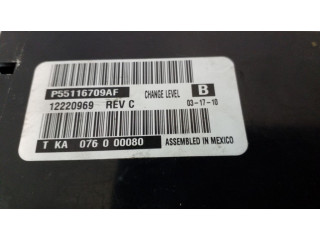 P55116709AF CHANGE LEVEL B
12220969 REV C 03-17-10
T KA 076 0 00080 ASSEMBLED IN MEXICO